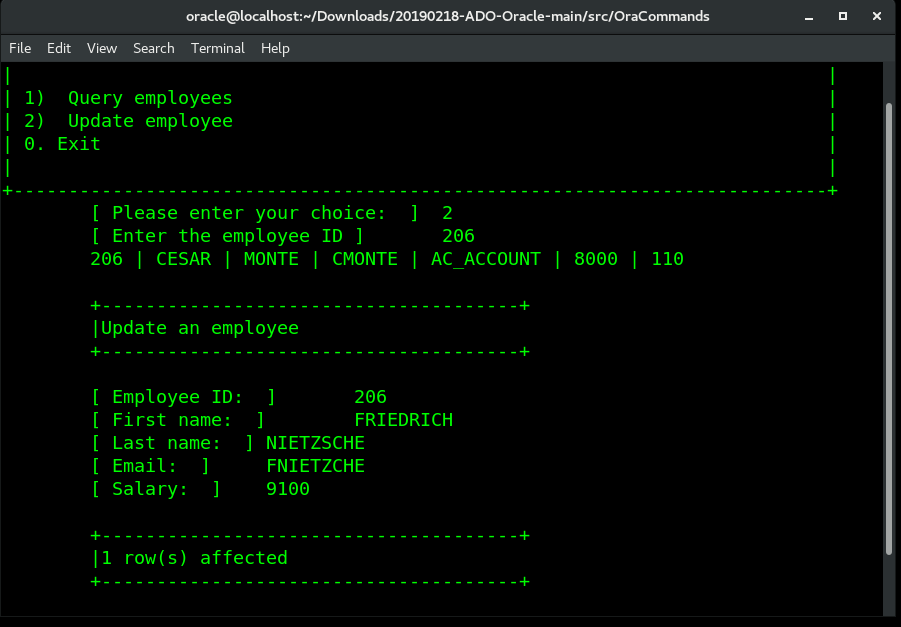 oracle@localhost:~/Downloads/20190218-ADO-Oracle-main/src/OraCommands
File Edit View Search Terminal Help
| |
| 1) Query employees |
| 2) Update employee |
| 0. Exit |
| |
+--------------------------------------------------------------------------+
[ Please enter your choice: ] 2
[ Enter the employee ID ] 206
206 | CESAR | MONTE | CMONTE | AC_ACCOUNT | 8000 | 110
+--------------------------------------+
|Update an employee
+--------------------------------------+
[ Employee ID: ] 206
[ First name: ] FRIEDRICH
[ Last name: ] NIETZSCHE
[ Email: ] FNIETZCHE
[ Salary: ] 9100
+--------------------------------------+
|1 row(s) affected
+--------------------------------------+